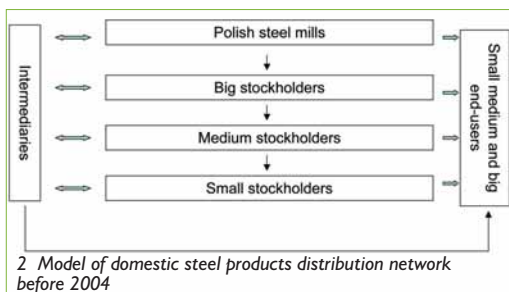 Intermediaries
Polish steel mills
Big stockholders
Medium stockholders
Small stockholders
Small medium and big
end-users
2 Model of domestic steel products distribution network
before 2004